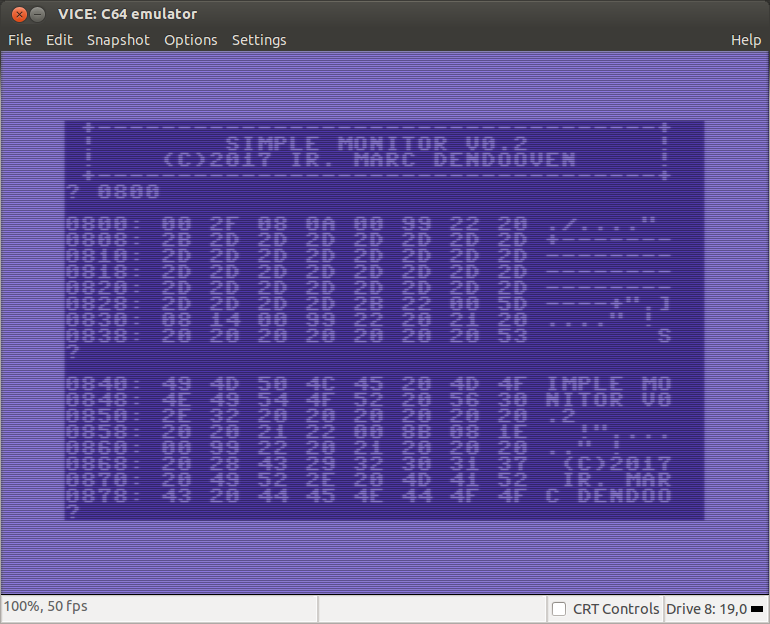 VICE: C64 emulator
File Edit Snapshot Options Settings Help
+------------------------------------+
! SIMPLE MONITOR V0.2 !
! (C)2017 IR. MARC DENDOOVEN !
+------------------------------------+
? 0800
0800: 00 2F 08 0A 00 99 22 20 ./...."
0808: 2B 2D 2D 2D 2D 2D 2D 2D +-------
0810: 2D 2D 2D 2D 2D 2D 2D 2D --------
0818: 2D 2D 2D 2D 2D 2D 2D 2D --------
0820: 2D 2D 2D 2D 2D 2D 2D 2D --------
0828: 2D 2D 2D 2D 2B 22 00 5D ----+".]
0830: 08 14 00 99 22 20 21 20 ...." !
0838: 20 20 20 20 20 20 20 53 S
?
0840: 49 4D 50 4C 45 20 4D 4F IMPLE MO
0848: 4E 49 54 4F 52 20 56 30 NITOR V0
0850: 2E 32 20 20 20 20 20 20 .2
0858: 20 20 21 22 00 8B 08 1E !"....
0860: 00 99 22 20 21 20 20 20 .." !
0868: 20 28 43 29 32 30 31 37 (C)2017
0870: 20 49 52 2E 20 4D 41 52 IR. MAR
0878: 43 20 44 45 4E 44 4F 4F C DENDOO
?
100%, 50 fps
CRT Controls
Drive 8: 19,0